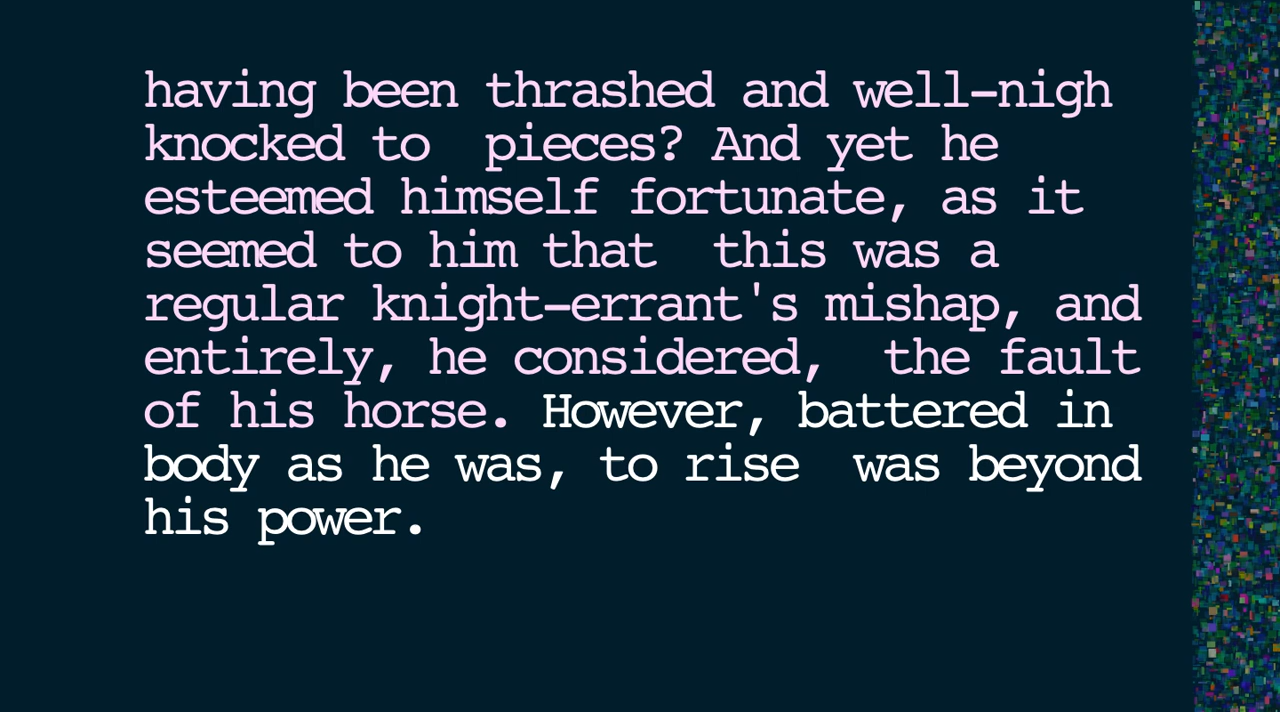 having been thrashed and well-nigh
knocked to  pieces? And yet he
esteemed himself fortunate, as it
seemed to him that  this was a
regular knight-errant's mishap, and
entirely, he considered,  the fault
of his horse. However, battered in
body as he was, to rise  was beyond
his power.